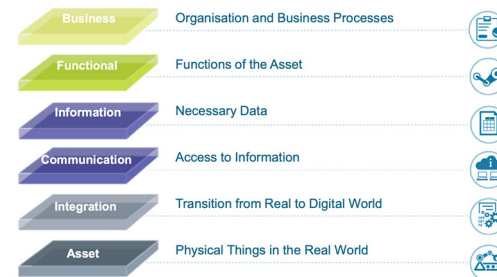 Business
Organisation and Business Processes
Functional
Functions of the Asset
Information
Necessary Data
Communication
Access to Information
Integration
Transition from Real to Digital World
Asset
Physical Things in the Real World